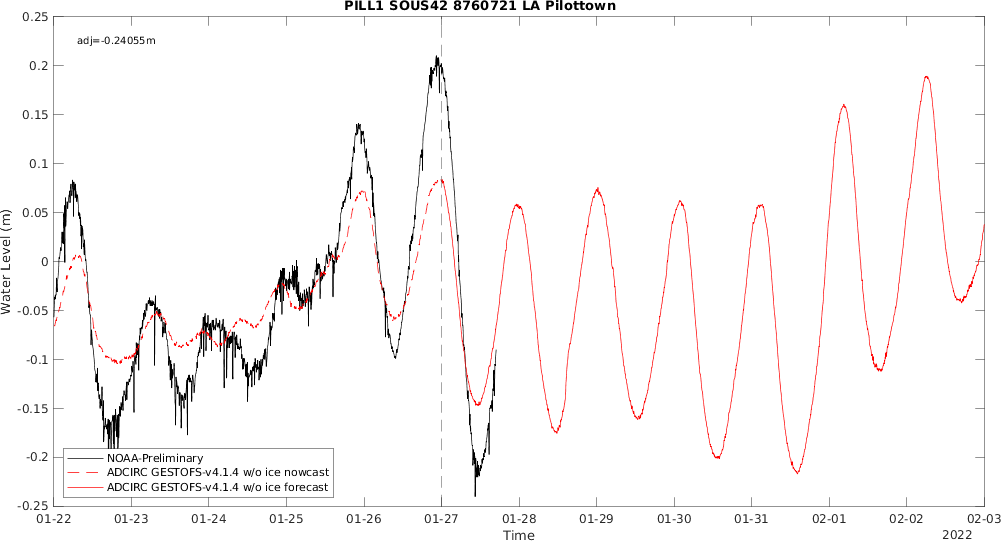 PILL1 SOUS42 8760721 LA Pilottown
adj=-0.24055m
Water Level (m)
0.25
0.2
0.15
0.1
0.05
0
-0.05
-0.1
-0.15
-0.2
-0.25
NOAA-Preliminary
ADCIRC GESTOFS-v4.1.4 w/o ice nowcast
ADCIRC GESTOFS-v4.1.4 w/o ice forecast
01-22 01-23 01-24 01-25 01-26 01-27 01-28 01-29 01-30 01-31 02-01 02-02 02-03
Time
2022